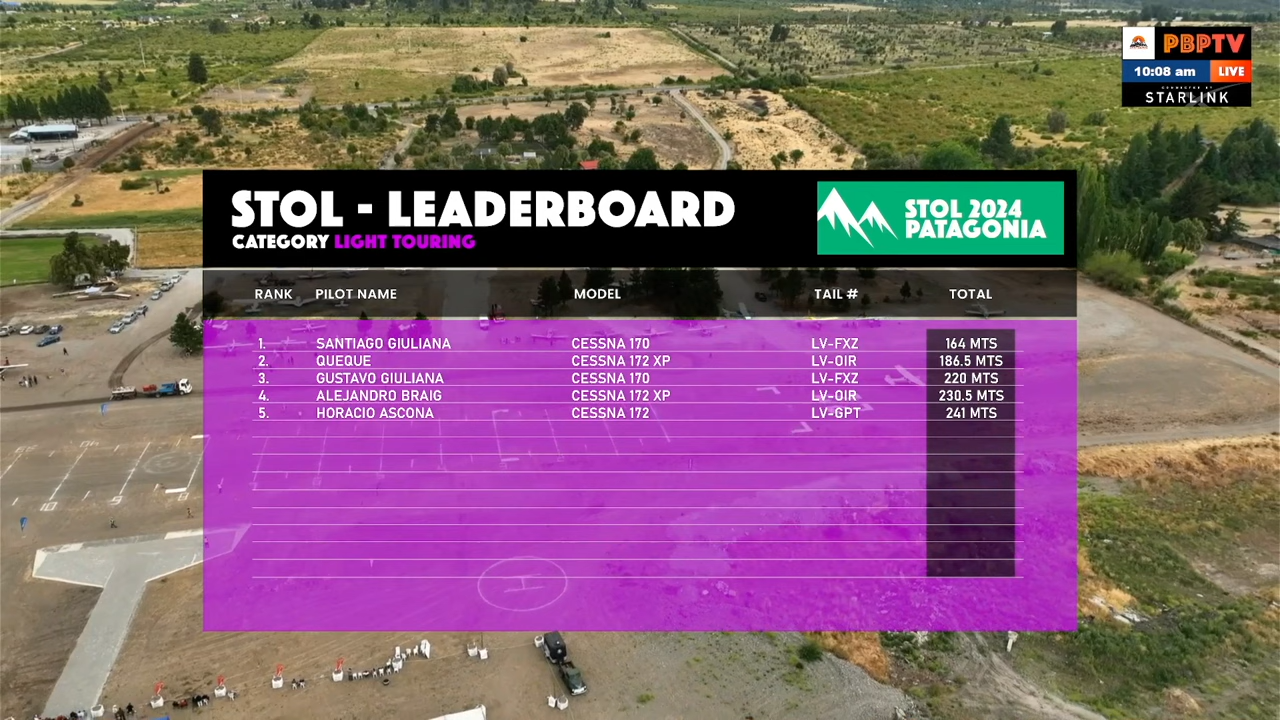 PBPTV
10:08 am LIVE
CONNECTED BY
STARLINK
STOL - LEADERBOARD
CATEGORY LIGHT TOURING
STOL 2024
PATAGONIA
RANK PILOT NAME MODEL TAIL # TOTAL
1. SANTIAGO GIULIANA CESSNA 170 LV-FXZ 164 MTS
2. QUEQUE CESSNA 172 XP LV-OIR 186.5 MTS
3. GUSTAVO GIULIANA CESSNA 170 LV-FXZ 220 MTS
4. ALEJANDRO BRAIG CESSNA 172 XP LV-OIR 230.5 MTS
5. HORACIO ASCONA CESSNA 172 LV-GPT 241 MTS
H